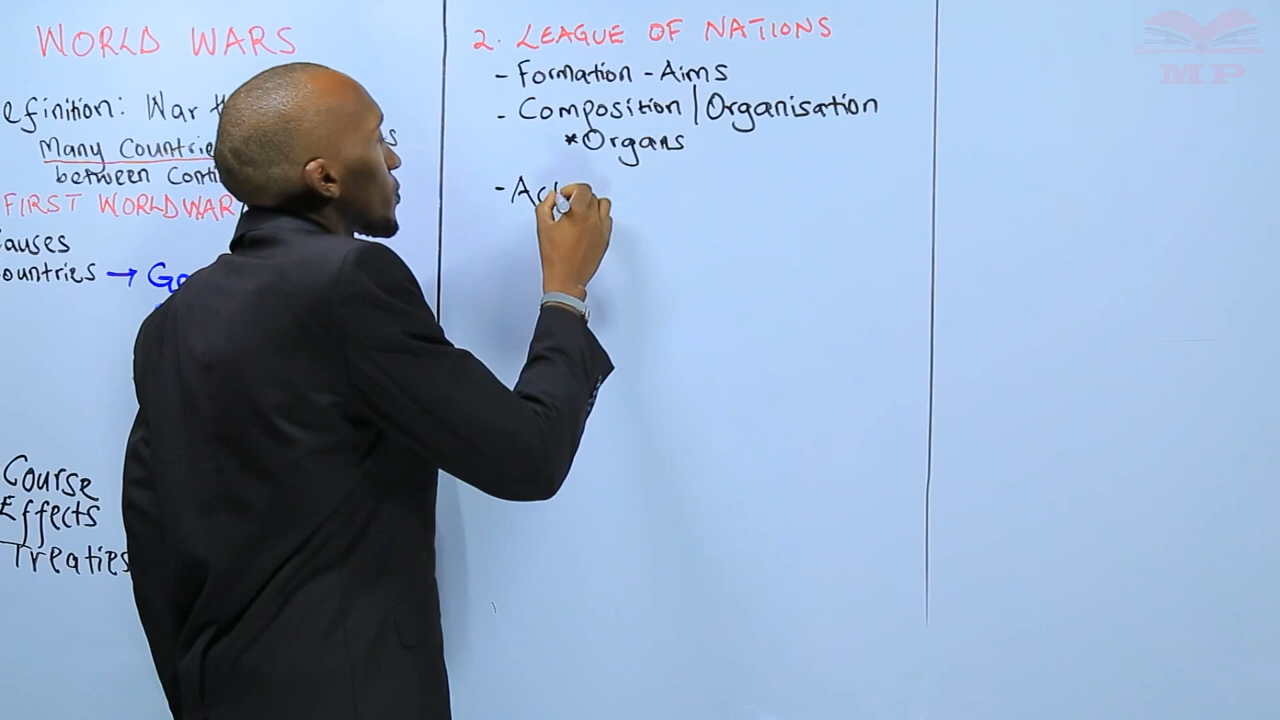 WORLD WARS
efinition: War
Many Countrie
between Conti
FIRST WORLD WAR
auses
ountries → Ge
Course
Effects
Treaties
2. LEAGUE OF NATIONS
- Formation - Aims
- Composition | Organisation
*Organs
- Ac
MP